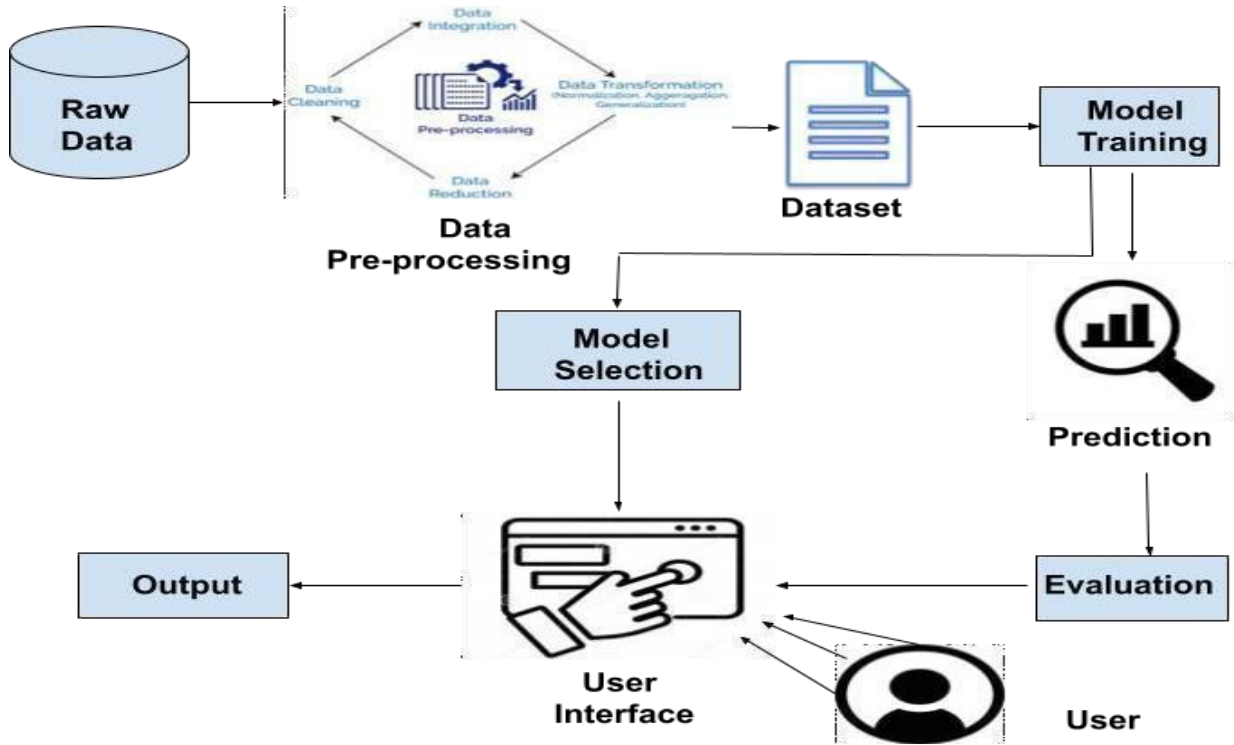 Data
Integration
Raw
Data
Data
Cleaning
Data
Pre-processing
Data Transformation
(Normalization, Aggeragation,
Generalization)
Data
Reduction
Data
Pre-processing
Dataset
Model
Training
Model
Selection
Prediction
Output
User
Interface
Evaluation
User